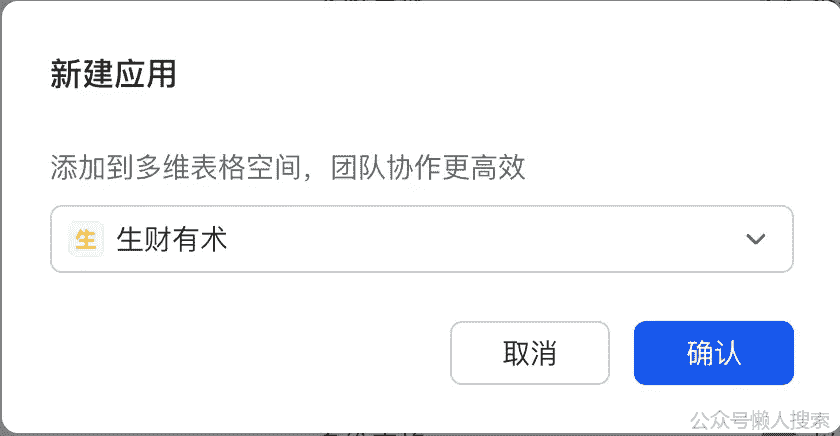 新建应用
添加到多维表格空间，团队协作更高效
生 生财有术
取消 确认
公众号懒人搜索